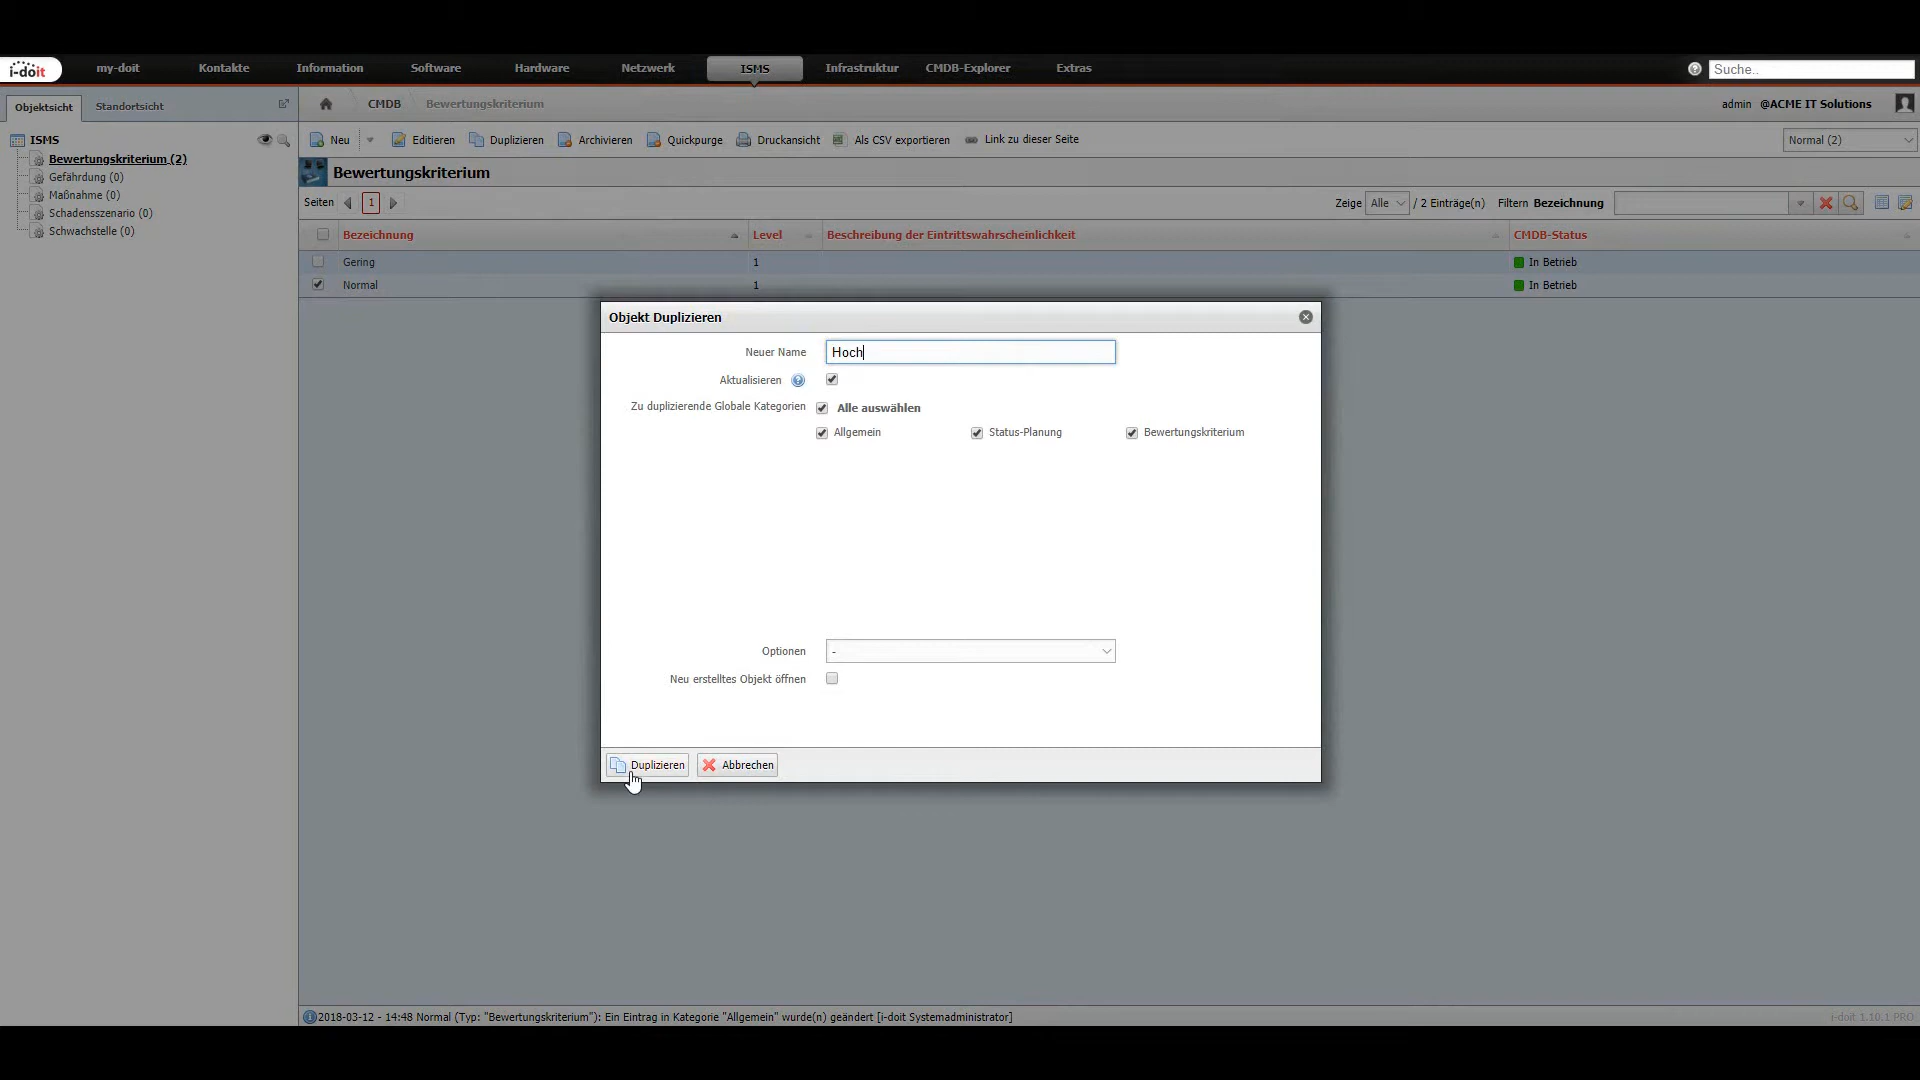 i-doit my-doit Kontakte Information Software Hardware Netzwerk ISMS Infrastruktur CMDB-Explorer Extras Suche..
Objektsicht Standortsicht CMDB Bewertungskriterium admin @ACME IT Solutions
ISMS
Neu Editieren Duplizieren Archivieren Quickpurge Druckansicht Als CSV exportieren Link zu dieser Seite Normal (2)
Bewertungskriterium (2)
Gefährdung (0)
Maßnahme (0)
Schadensszenario (0)
Schwachstelle (0)
Bewertungskriterium
Seiten 1 Zeige Alle / 2 Einträge(n) Filtern Bezeichnung
Bezeichnung Level Beschreibung der Eintrittswahrscheinlichkeit CMDB-Status
Gering 1 In Betrieb
Normal 1 In Betrieb
Objekt Duplizieren
Neuer Name Hoch
Aktualisieren
Zu duplizierende Globale Kategorien Alle auswählen
Allgemein Status-Planung Bewertungskriterium
Optionen -
Neu erstelltes Objekt öffnen
Duplizieren Abbrechen
2018-03-12 - 14:48 Normal (Typ: "Bewertungskriterium"): Ein Eintrag in Kategorie "Allgemein" wurde(n) geändert [i-doit Systemadministrator] i-doit 1.10.1 PRO